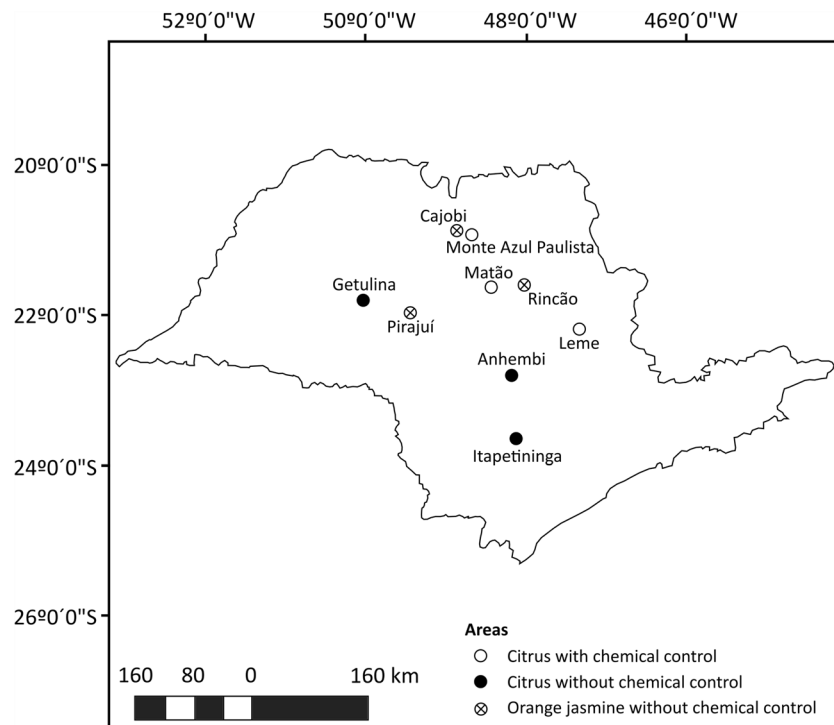 52º0´0"W 50º0´0"W 48º0´0"W 46º0´0"W
20º0´0"S
Cajobi
Monte Azul Paulista
Matão
Getulina
Rincão
22º0´0"S
Pirajuí
Leme
Anhembi
Itapetininga
24º0´0"S
26º0´0"S
Areas
Citrus with chemical control
160 80 0 160 km
Citrus without chemical control
Orange jasmine without chemical control